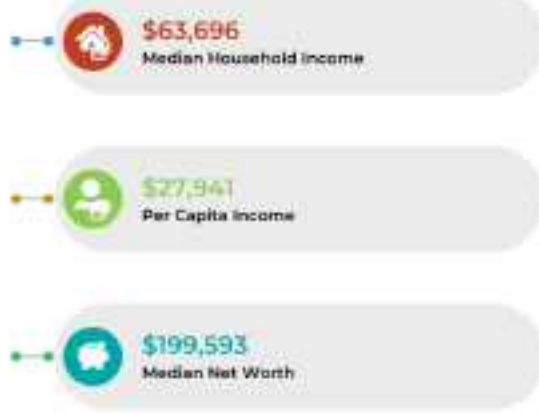 $63,696
Median Household Income
$27,941
Per Capita Income
$199,593
Median Net Worth